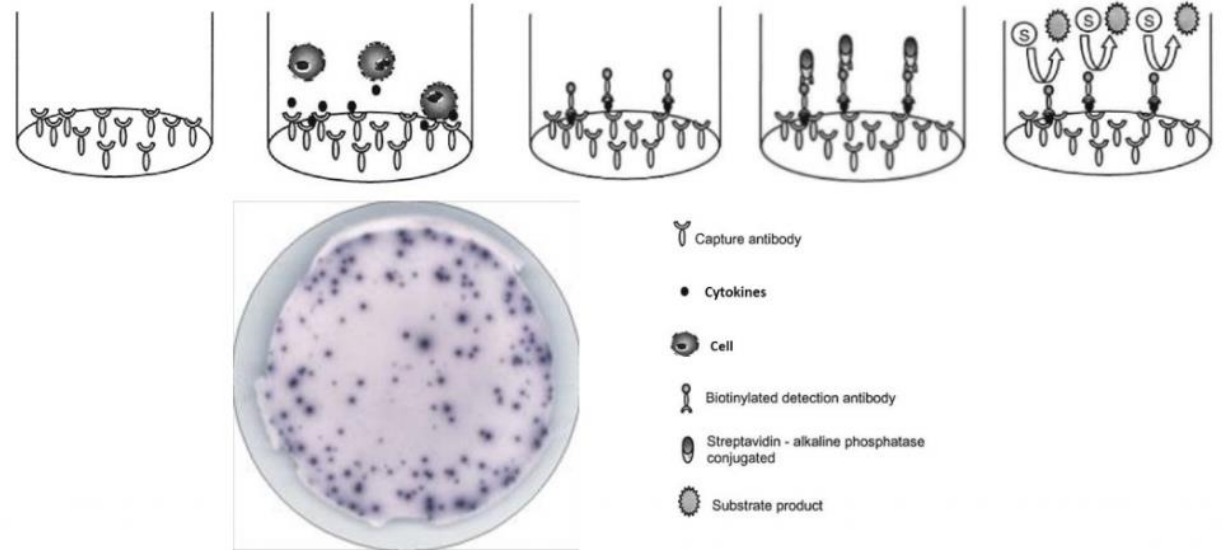 S
S
S
Capture antibody
Cytokines
Cell
Biotinylated detection antibody
Streptavidin - alkaline phosphatase
conjugated
Substrate product